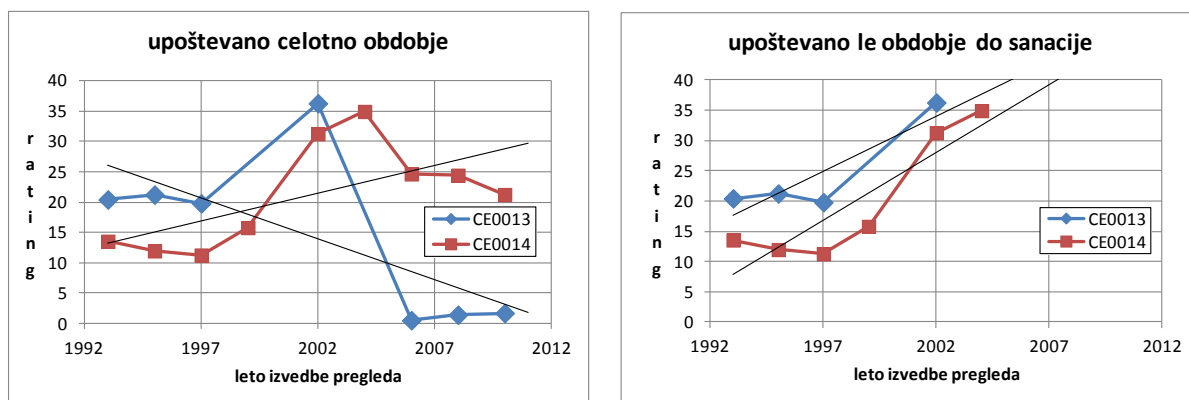 upoštevano celotno obdobje
40
35
30
25
20
15
10
5
0
rating
CE0013
CE0014
1992 1997 2002 2007 2012
leto izvedbe pregleda
upoštevano le obdobje do sanacije
40
35
30
25
20
15
10
5
0
rating
CE0013
CE0014
1992 1997 2002 2007 2012
leto izvedbe pregleda